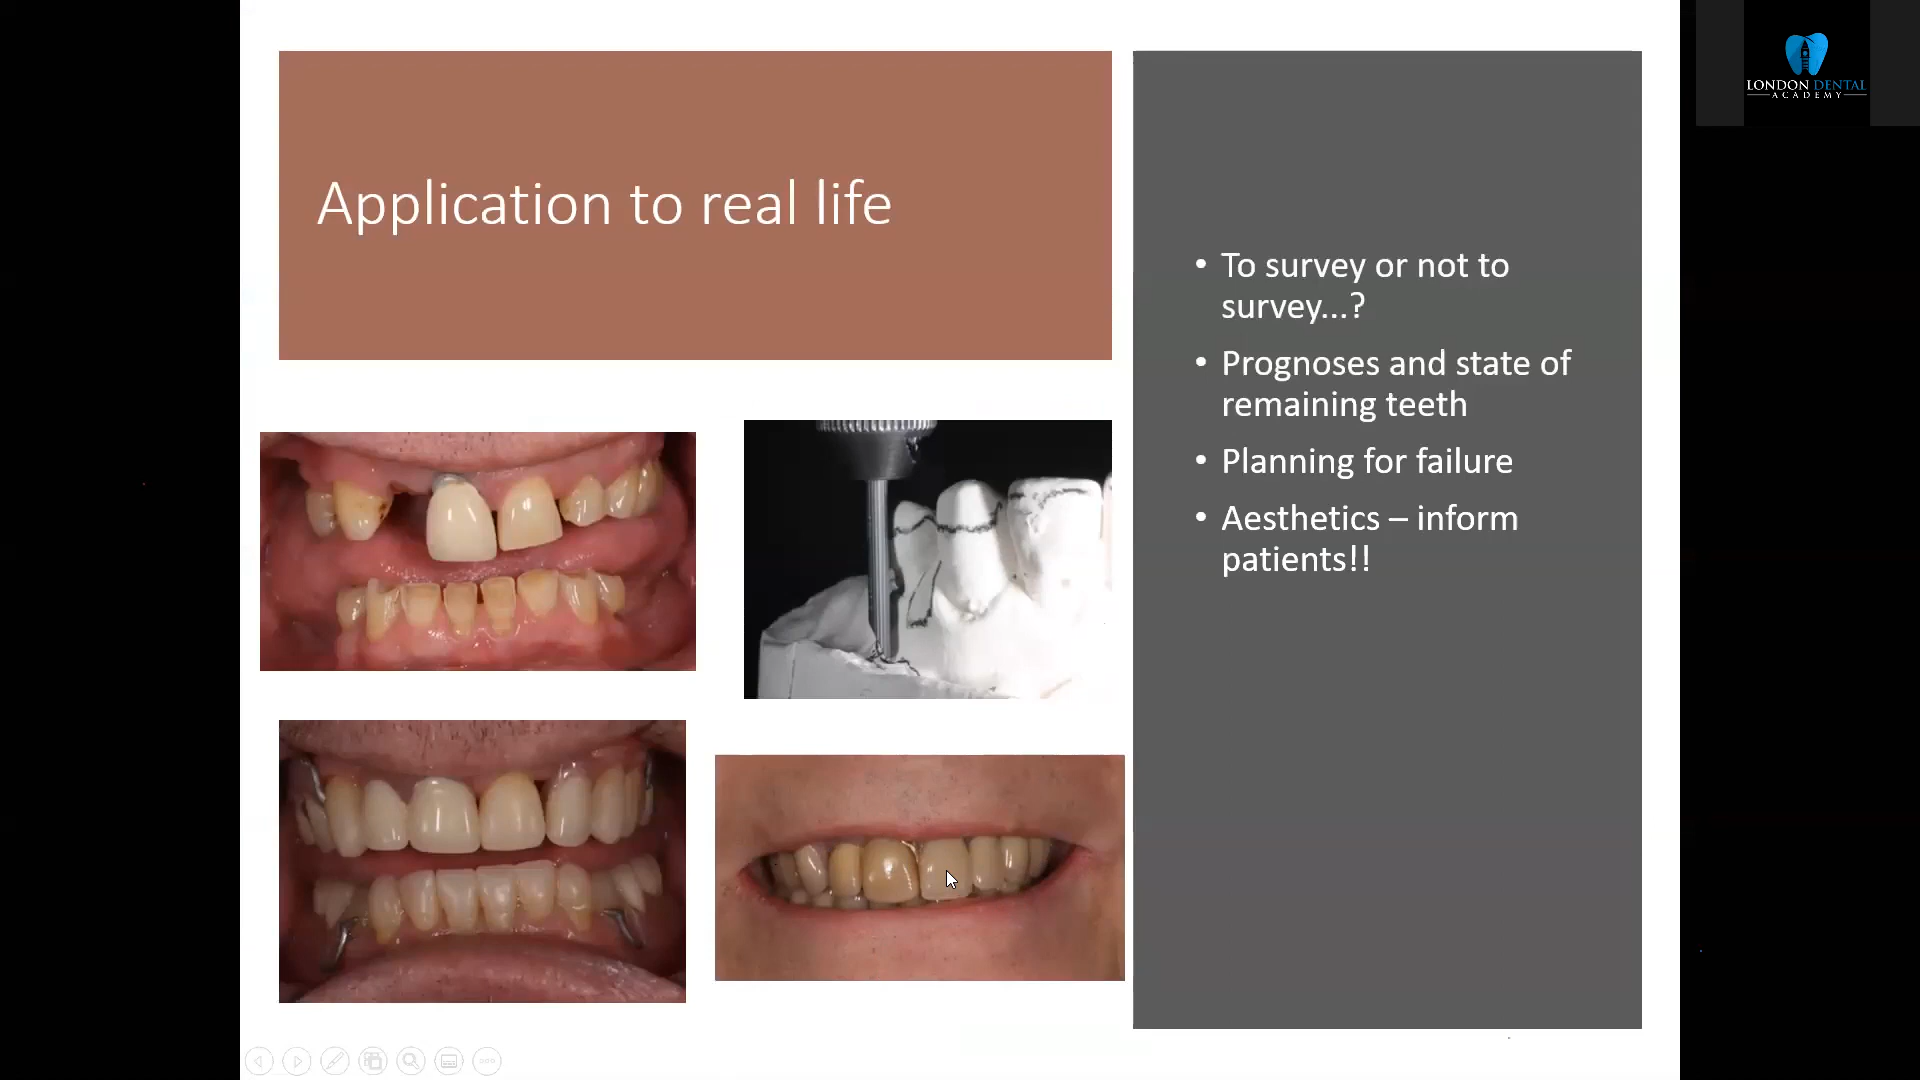 LONDON DENTAL
ACADEMY
Application to real life
• To survey or not to
survey...?
• Prognoses and state of
remaining teeth
• Planning for failure
• Aesthetics – inform
patients!!